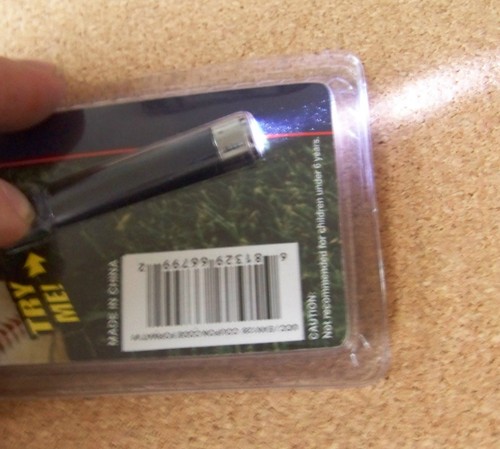 TRY
ME!
MADE IN CHINA
6 81329 66799 2
CAUTION:
Not recommended for children under 6 years.